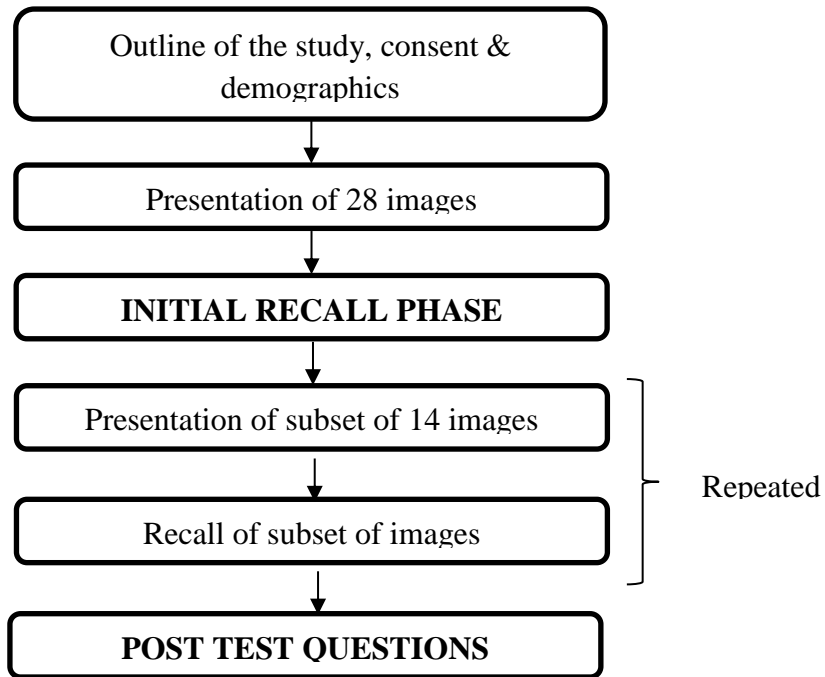 Outline of the study, consent &
demographics
Presentation of 28 images
INITIAL RECALL PHASE
Presentation of subset of 14 images
Repeated
Recall of subset of images
POST TEST QUESTIONS